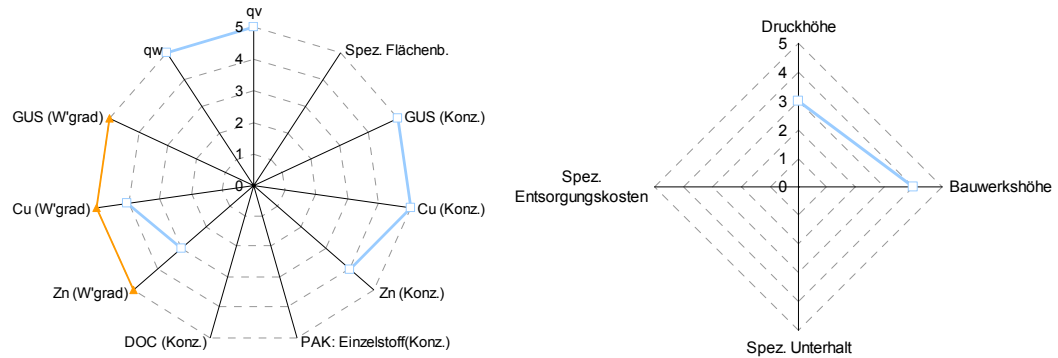 qv
Spez. Flächenb.
GUS (Konz.)
Cu (Konz.)
Zn (Konz.)
PAK: Einzelstoff(Konz.)
DOC (Konz.)
Zn (W'grad)
Cu (W'grad)
GUS (W'grad)
qw
5
4
3
2
1
0
Druckhöhe
Bauwerkshöhe
Spez. Unterhalt
Spez.
Entsorgungskosten
5
4
3
2
1
0